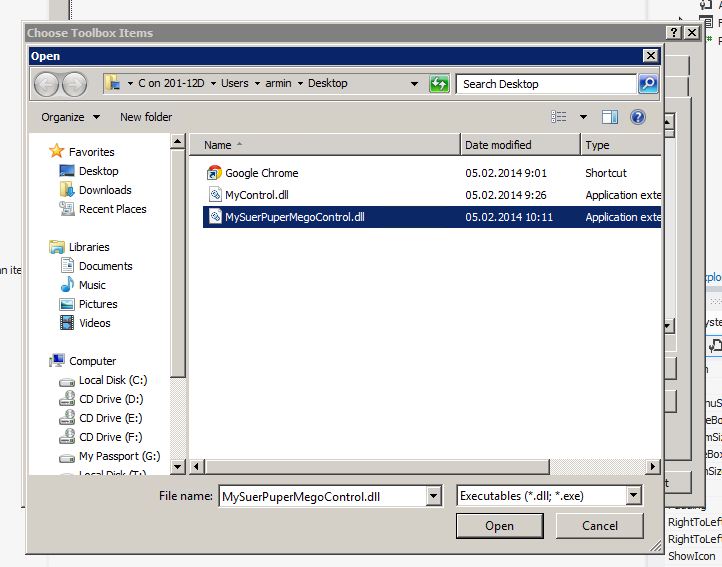 Choose Toolbox Items
Open
C on 201-12D Users armin Desktop
Search Desktop
Organize New folder
Favorites
Desktop
Downloads
Recent Places
Libraries
Documents
Music
Pictures
Videos
Computer
Local Disk (C:)
CD Drive (D:)
CD Drive (E:)
CD Drive (F:)
My Passport (G:)
Name Date modified Type
Google Chrome 05.02.2014 9:01 Shortcut
MyControl.dll 05.02.2014 9:26 Application exte
MySuerPuperMegoControl.dll 05.02.2014 10:11 Application exte
File name: MySuerPuperMegoControl.dll Executables (*.dll; *.exe)
Open Cancel
RightToLeft
RightToLeft
ShowIcon